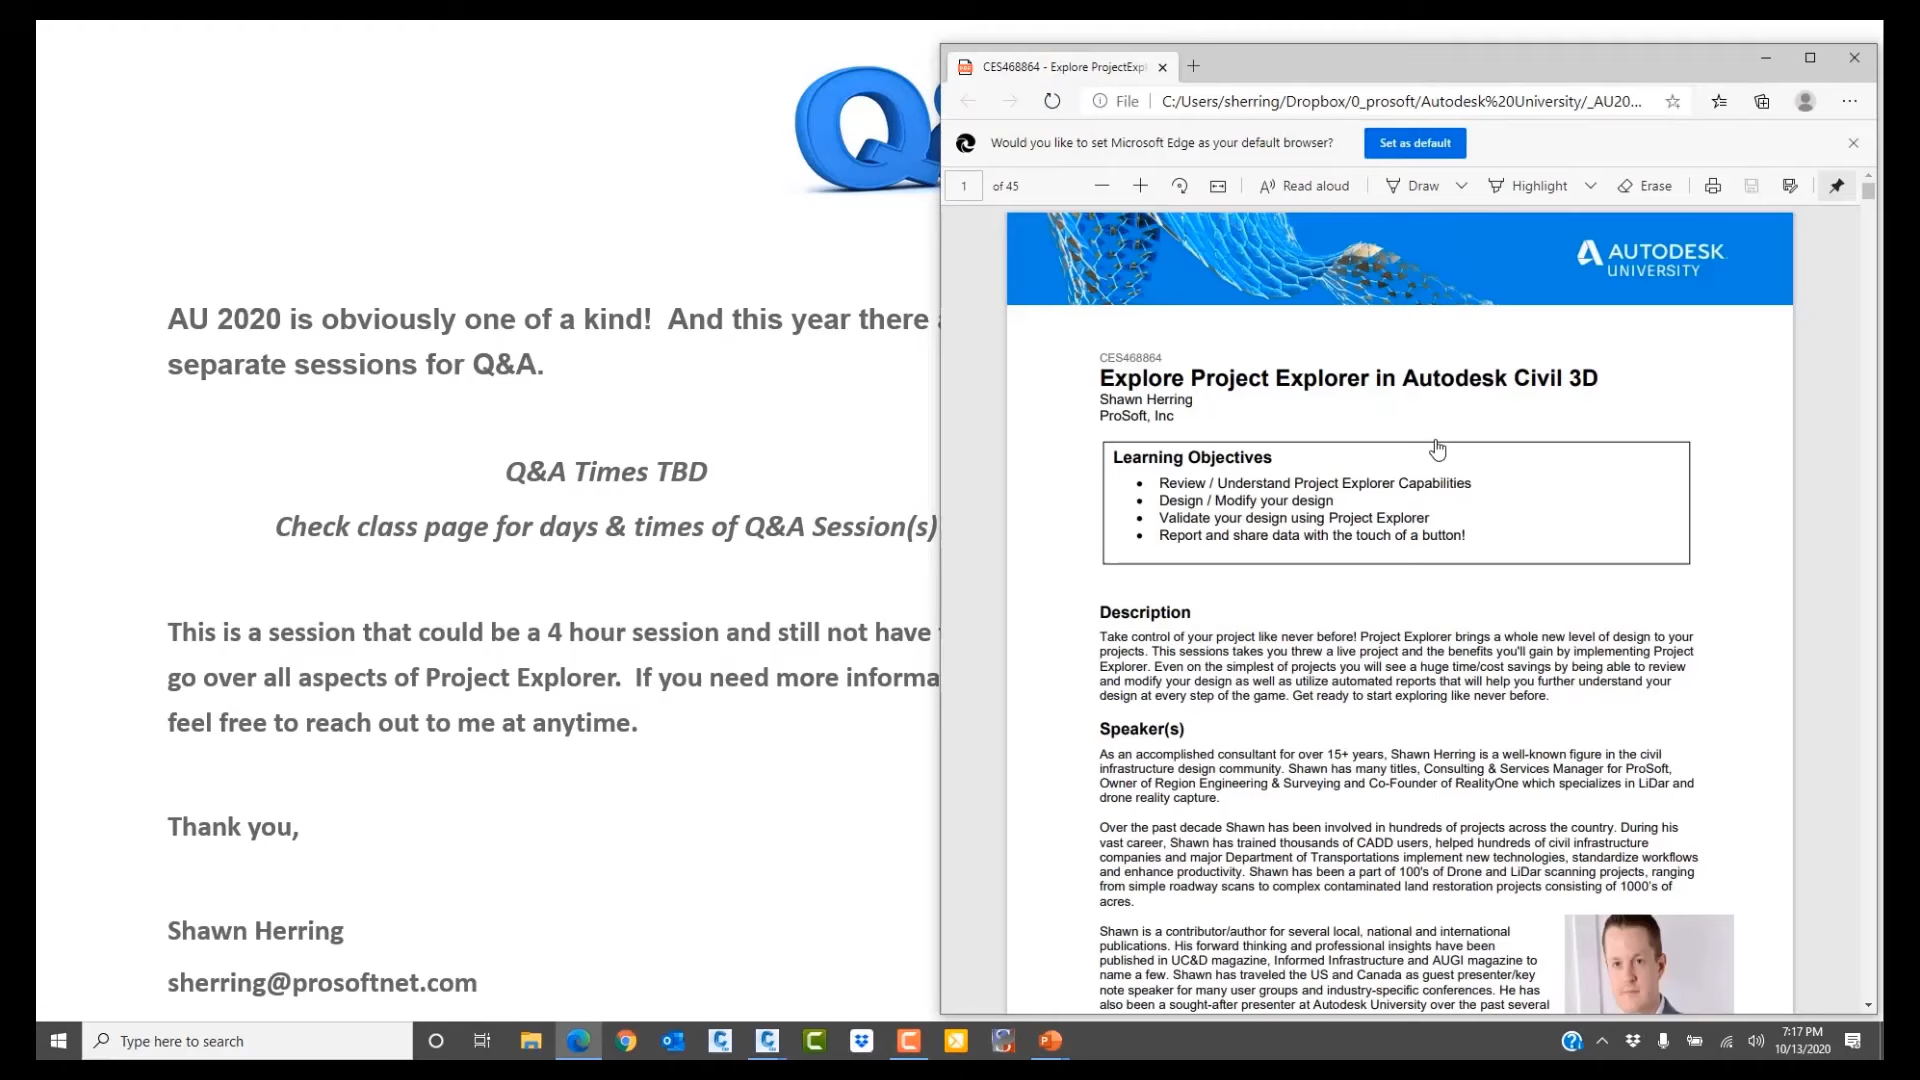 Q
AU 2020 is obviously one of a kind! And this year there
separate sessions for Q&A.
Q&A Times TBD
Check class page for days & times of Q&A Session(s)
This is a session that could be a 4 hour session and still not have
go over all aspects of Project Explorer. If you need more informa
feel free to reach out to me at anytime.
Thank you,
Shawn Herring
sherring@prosoftnet.com
CES468864 - Explore ProjectExpl
File
C:/Users/sherring/Dropbox/0_prosoft/Autodesk%20University/_AU20...
Would you like to set Microsoft Edge as your default browser?
Set as default
1 of 45
Read aloud
Draw
Highlight
Erase
AUTODESK
UNIVERSITY
CES468864
Explore Project Explorer in Autodesk Civil 3D
Shawn Herring
ProSoft, Inc
Learning Objectives
• Review / Understand Project Explorer Capabilities
• Design / Modify your design
• Validate your design using Project Explorer
• Report and share data with the touch of a button!
Description
Take control of your project like never before! Project Explorer brings a whole new level of design to your
projects. This sessions takes you threw a live project and the benefits you'll gain by implementing Project
Explorer. Even on the simplest of projects you will see a huge time/cost savings by being able to review
and modify your design as well as utilize automated reports that will help you further understand your
design at every step of the game. Get ready to start exploring like never before.
Speaker(s)
As an accomplished consultant for over 15+ years, Shawn Herring is a well-known figure in the civil
infrastructure design community. Shawn has many titles, Consulting & Services Manager for ProSoft,
Owner of Region Engineering & Surveying and Co-Founder of RealityOne which specializes in LiDar and
drone reality capture.
Over the past decade Shawn has been involved in hundreds of projects across the country. During his
vast career, Shawn has trained thousands of CADD users, helped hundreds of civil infrastructure
companies and major Department of Transportations implement new technologies, standardize workflows
and enhance productivity. Shawn has been a part of 100's of Drone and LiDar scanning projects, ranging
from simple roadway scans to complex contaminated land restoration projects consisting of 1000's of
acres.
Shawn is a contributor/author for several local, national and international
publications. His forward thinking and professional insights have been
published in UC&D magazine, Informed Infrastructure and AUGI magazine to
name a few. Shawn has traveled the US and Canada as guest presenter/key
note speaker for many user groups and industry-specific conferences. He has
also been a sought-after presenter at Autodesk University over the past several
Type here to search
7:17 PM
10/13/2020